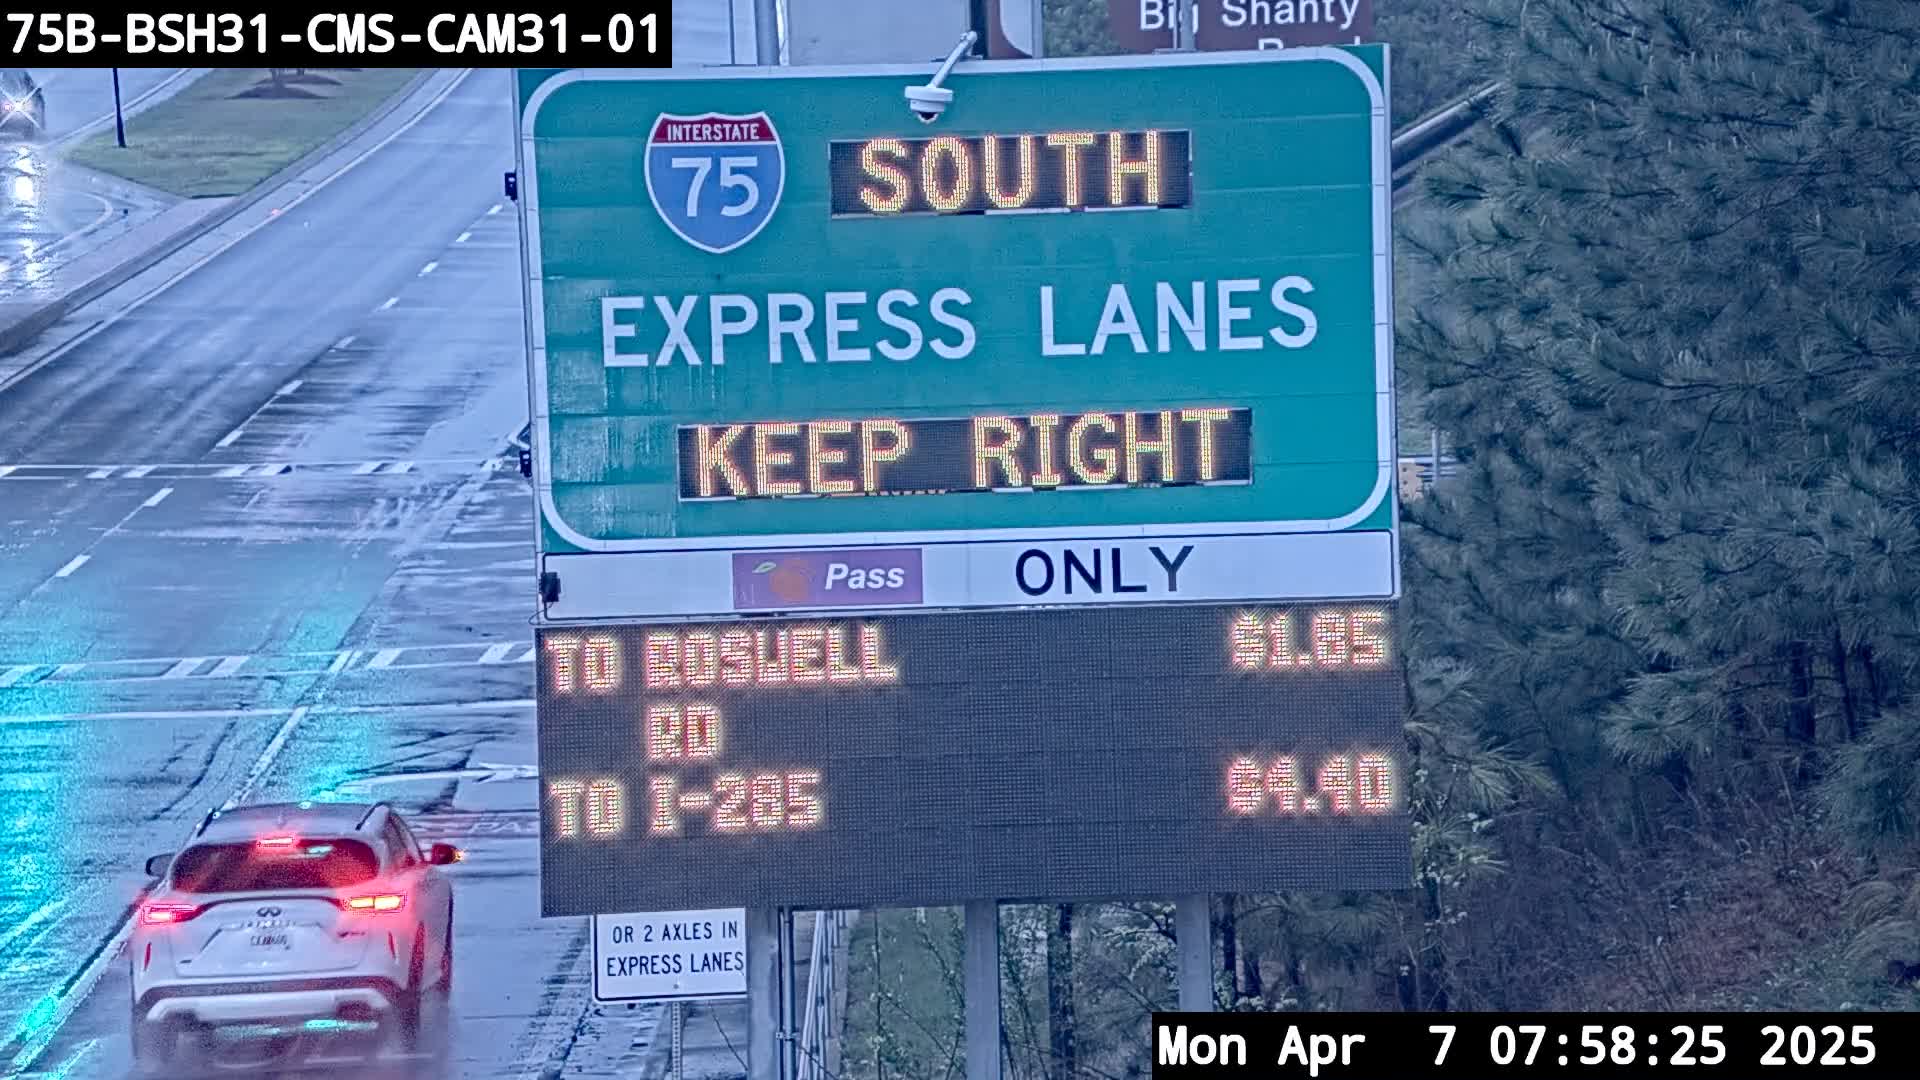 75B-BSH31-CMS-CAM31-01
Big Shanty
INTERSTATE
75
SOUTH
EXPRESS LANES
KEEP RIGHT
Pass ONLY
TO ROSWELL $1.85
RD
TO I-285 $4.40
OR 2 AXLES IN
EXPRESS LANES
Mon Apr 7 07:58:25 2025